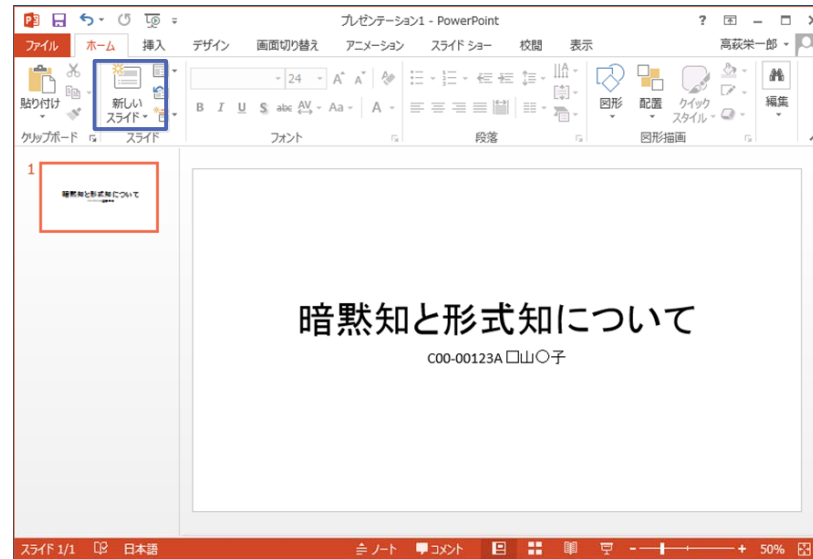 プレゼンテーション1 - PowerPoint
ファイル ホーム 挿入 デザイン 画面切り替え アニメーション スライド ショー 校閲 表示 高萩栄一郎
貼り付け 新しい スライド 24 B I U S abc AV Aa A 図形 配置 クイック スタイル 編集
クリップボード スライド フォント 段落 図形描画
1
暗黙知と形式知について
暗黙知と形式知について
C00-00123A 口山〇子
スライド 1/1 日本語 ノート コメント 50%